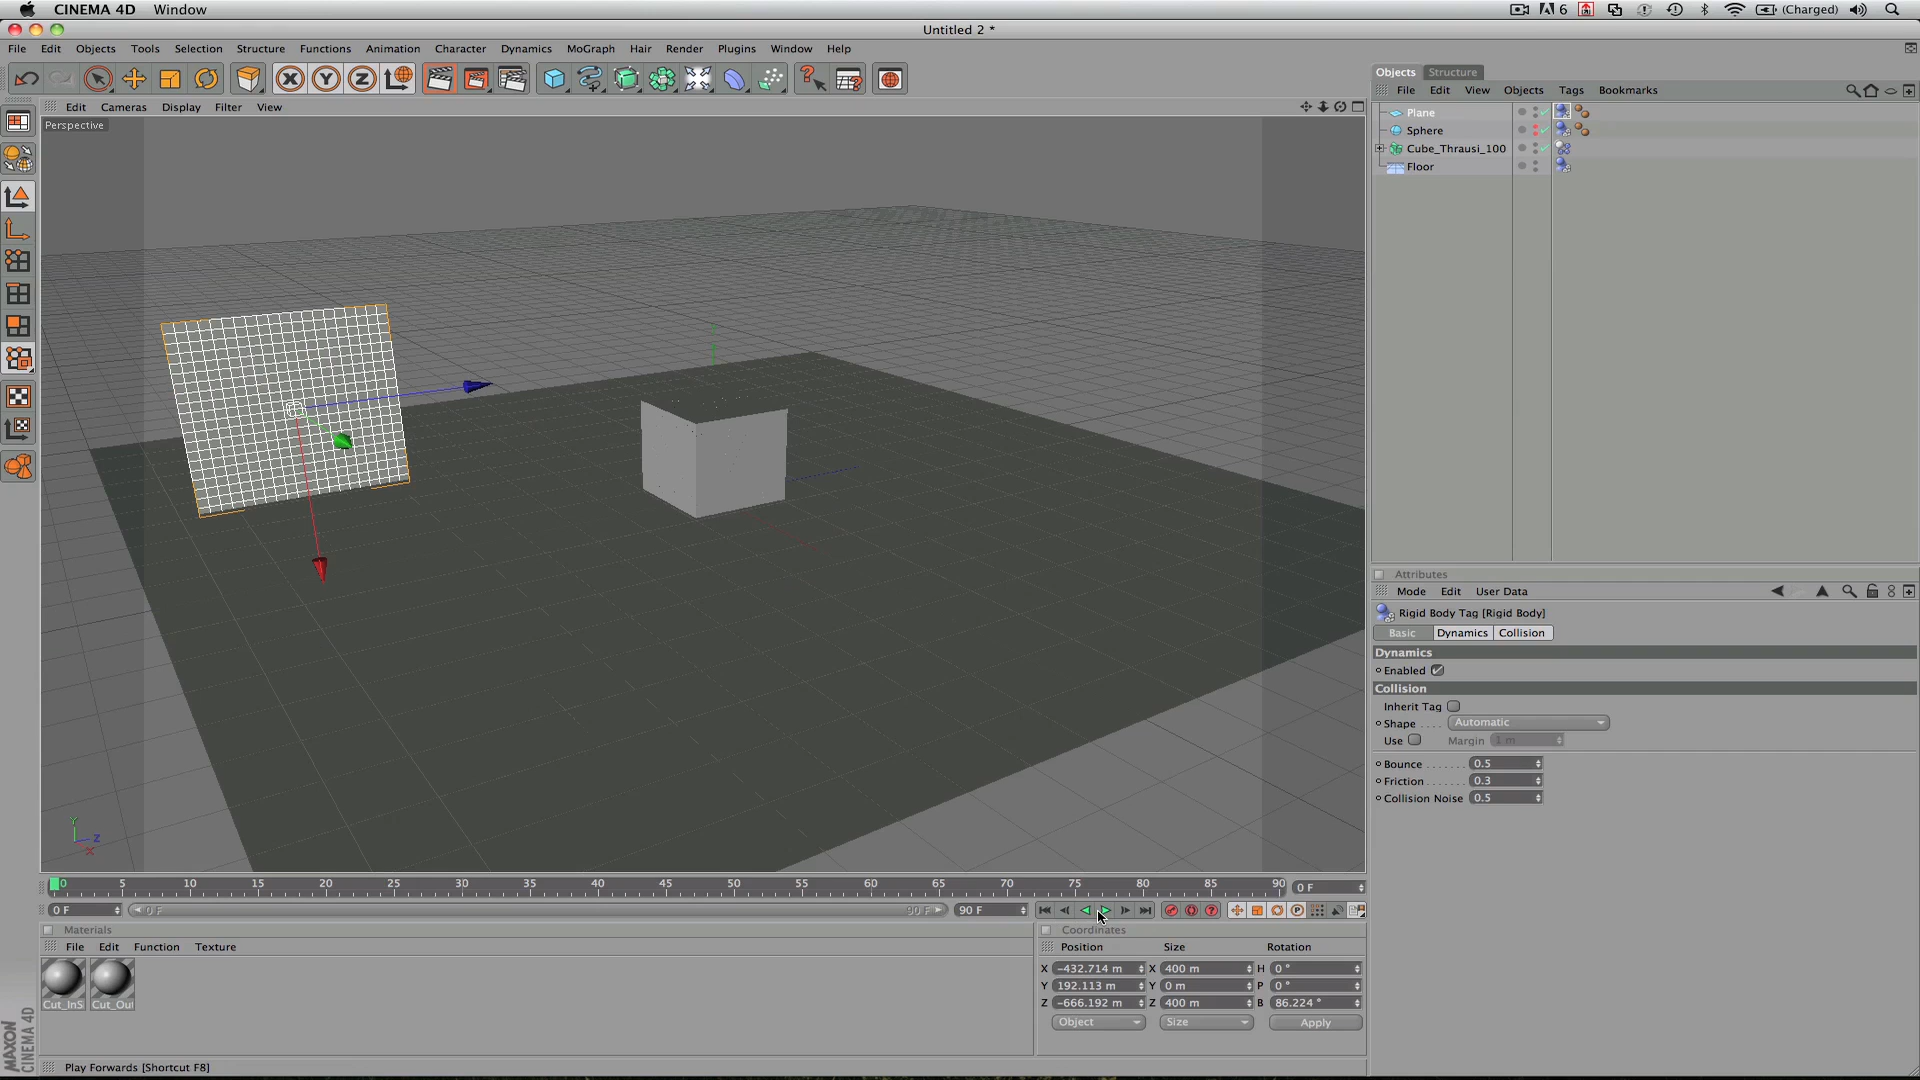 CINEMA 4D Window 6 (Charged)
Untitled 2 *
File Edit Objects Tools Selection Structure Functions Animation Character Dynamics MoGraph Hair Render Plugins Window Help
Objects Structure
File Edit View Objects Tags Bookmarks
Edit Cameras Display Filter View
Perspective
Plane
Sphere
Cube_Thrausi_100
Floor
Attributes
Mode Edit User Data
Rigid Body Tag [Rigid Body]
Basic Dynamics Collision
Dynamics
Enabled
Collision
Inherit Tag
Shape Automatic
Use Margin 1 m
Bounce 0.5
Friction 0.3
Collision Noise 0.5
Y Z X
0 5 10 15 20 25 30 35 40 45 50 55 60 65 70 75 80 85 90 0 F
0 F 0 F 90 F 90 F
Materials
File Edit Function Texture
Cut_InS Cut_Out
Coordinates
Position Size Rotation
X -432.714 m X 400 m H 0 °
Y 192.113 m Y 0 m P 0 °
Z -666.192 m Z 400 m B 86.224 °
Object Size Apply
MAXON
CINEMA 4D
Play Forwards [Shortcut F8]